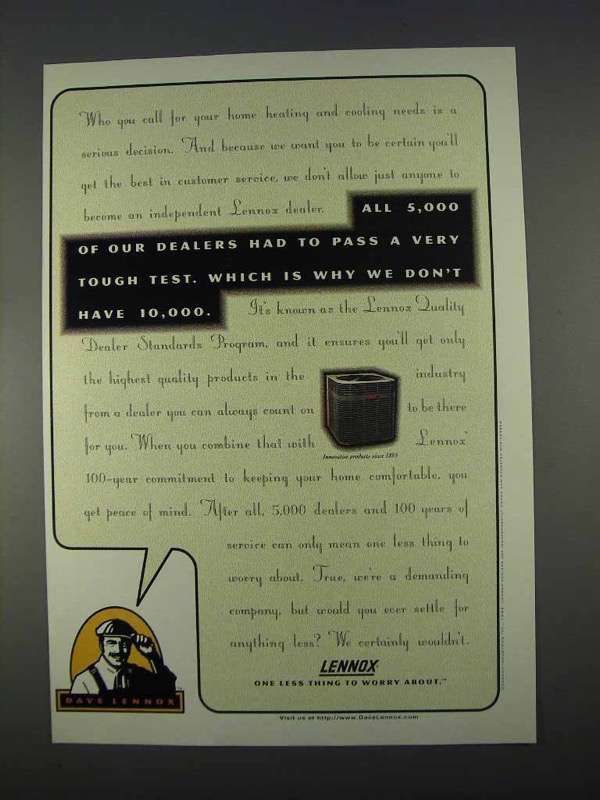 Who you call for your home heating and cooling needs is a
serious decision. And because we want you to be certain you'll
get the best in customer service, we don't allow just anyone to
become an independent Lennox dealer. ALL 5,000
OF OUR DEALERS HAD TO PASS A VERY
TOUGH TEST. WHICH IS WHY WE DON'T
HAVE 10,000. It's known as the Lennox Quality
Dealer Standards Program, and it ensures you'll get only
the highest quality products in the industry
from a dealer you can always count on to be there
for you. When you combine that with Lennox'
Innovative products since 1895
100-year commitment to keeping your home comfortable, you
get peace of mind. After all, 5,000 dealers and 100 years of
service can only mean one less thing to
worry about. True, we're a demanding
company, but would you ever settle for
anything less? We certainly wouldn't.
LENNOX
ONE LESS THING TO WORRY ABOUT.™
DAVE LENNOX
Visit us at http://www.DaveLennox.com